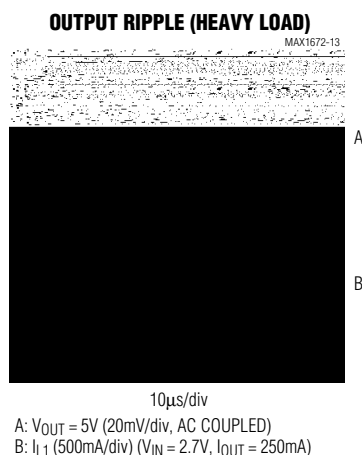 OUTPUT RIPPLE (HEAVY LOAD)
MAX1672-13
A
B
10µs/div
A: VOUT = 5V (20mV/div, AC COUPLED)
B: IL1 (500mA/div) (VIN = 2.7V, IOUT = 250mA)